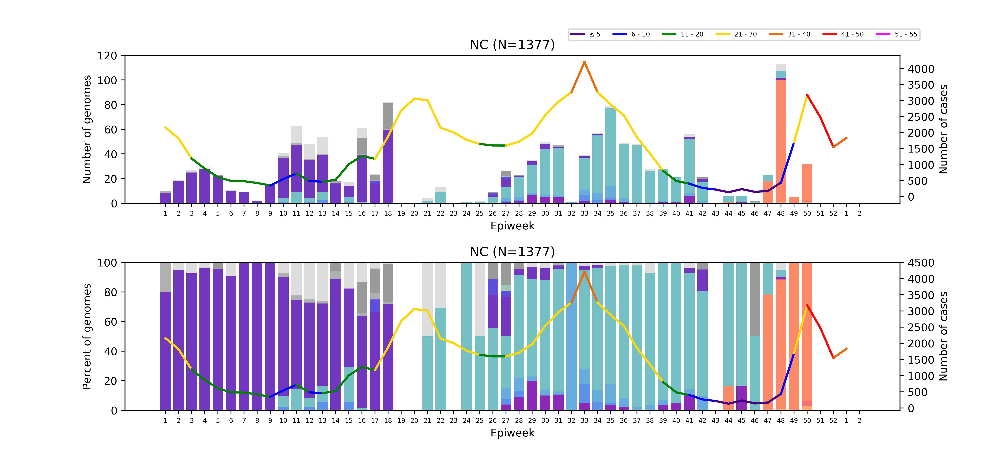 ≤ 5 6 - 10 11 - 20 21 - 30 31 - 40 41 - 50 51 - 55
NC (N=1377)
120
100
80
60
40
20
0
Number of genomes
4000
3500
3000
2500
2000
1500
1000
500
0
Number of cases
1 2 3 4 5 6 7 8 9 10 11 12 13 14 15 16 17 18 19 20 21 22 23 24 25 26 27 28 29 30 31 32 33 34 35 36 37 38 39 40 41 42 43 44 45 46 47 48 49 50 51 52 1 2
Epiweek
NC (N=1377)
100
80
60
40
20
0
Percent of genomes
4500
4000
3500
3000
2500
2000
1500
1000
500
0
Number of cases
1 2 3 4 5 6 7 8 9 10 11 12 13 14 15 16 17 18 19 20 21 22 23 24 25 26 27 28 29 30 31 32 33 34 35 36 37 38 39 40 41 42 43 44 45 46 47 48 49 50 51 52 1 2
Epiweek